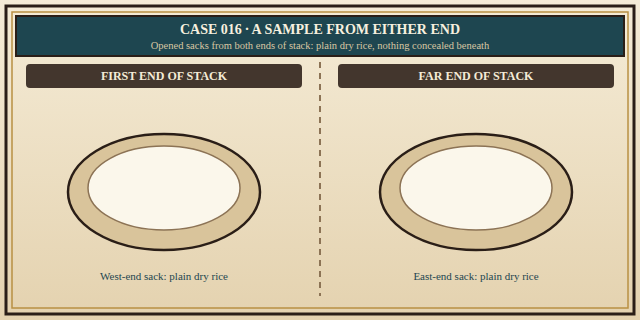 CASE 016 · A SAMPLE FROM EITHER END
Opened sacks from both ends of stack: plain dry rice, nothing concealed beneath
FIRST END OF STACK
FAR END OF STACK
West-end sack: plain dry rice
East-end sack: plain dry rice